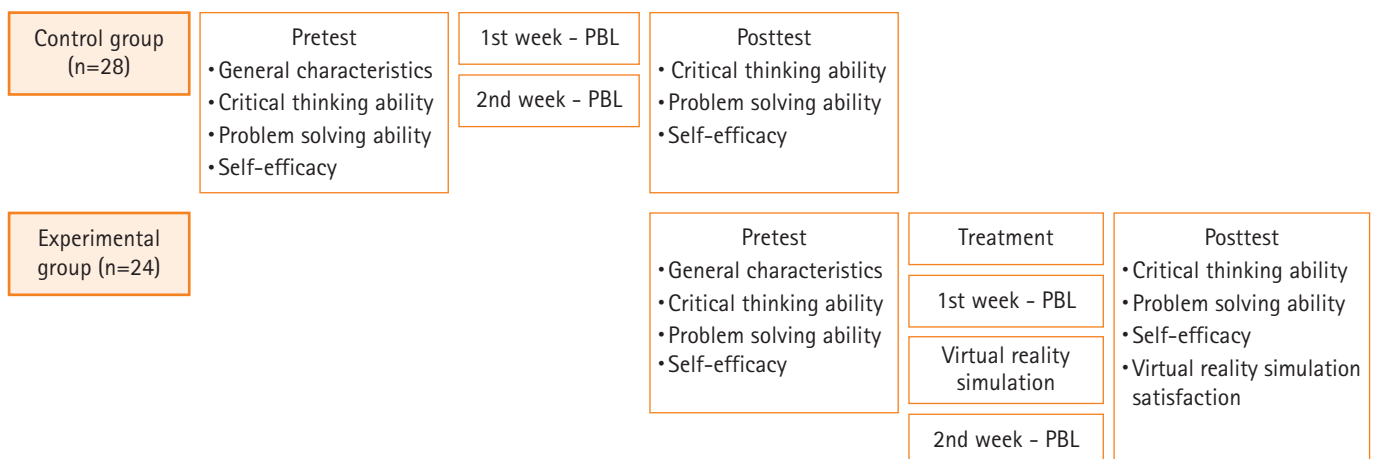 Control group
(n=28)
Pretest
•General characteristics
•Critical thinking ability
•Problem solving ability
•Self-efficacy
1st week - PBL
2nd week - PBL
Posttest
• Critical thinking ability
•Problem solving ability
•Self-efficacy
Experimental
group (n=24)
Pretest
•General characteristics
•Critical thinking ability
•Problem solving ability
•Self-efficacy
Treatment
1st week - PBL
Virtual reality
simulation
2nd week - PBL
Posttest
•Critical thinking ability
•Problem solving ability
•Self-efficacy
•Virtual reality simulation
satisfaction